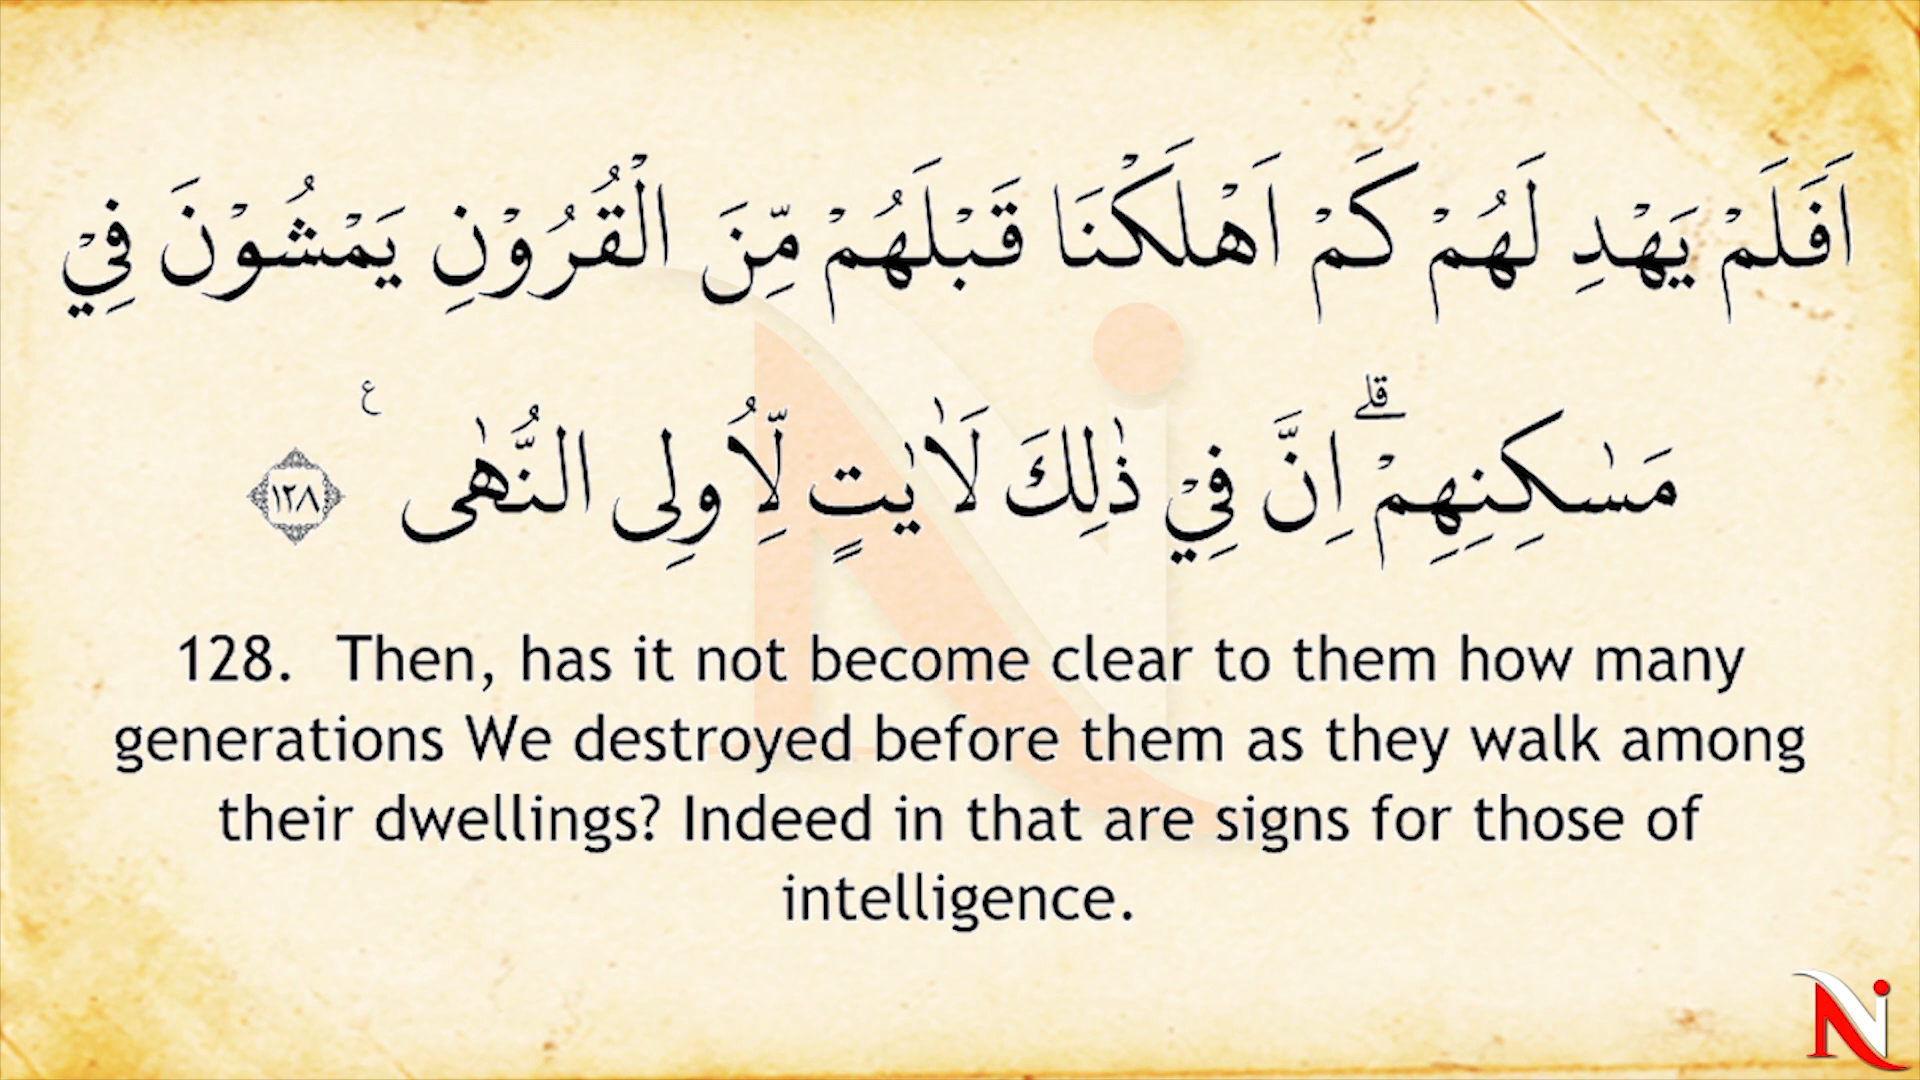 اَفَلَمْ يَهْدِ لَهُمْ كَمْ اَهْلَكْنَا قَبْلَهُمْ مِّنَ الْقُرُوْنِ يَمْشُوْنَ فِيْ
مَسٰكِنِهِمْۗ اِنَّ فِيْ ذٰلِكَ لَاٰيٰتٍ لِّاُولِى النُّهٰى ࣖ ١٢٨
128. Then, has it not become clear to them how many
generations We destroyed before them as they walk among
their dwellings? Indeed in that are signs for those of
intelligence.